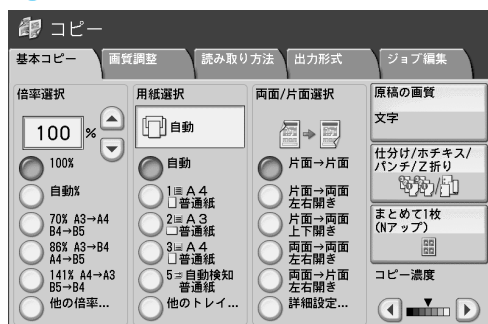 コピー
基本コピー
画質調整
読み取り方法
出力形式
ジョブ編集
倍率選択
100 %
100%
自動%
70% A3→A4
B4→B5
86% A3→B4
A4→B5
141% A4→A3
B5→B4
他の倍率...
用紙選択
自動
自動
1 A4
普通紙
2 A3
普通紙
3 A4
普通紙
5 自動検知
普通紙
他のトレイ...
両面/片面選択
片面→片面
片面→両面
左右開き
片面→両面
上下開き
両面→両面
左右開き
両面→片面
左右開き
詳細設定...
原稿の画質
文字
仕分け/ホチキス/
パンチ/Z折り
まとめて1枚
(Nアップ)
コピー濃度